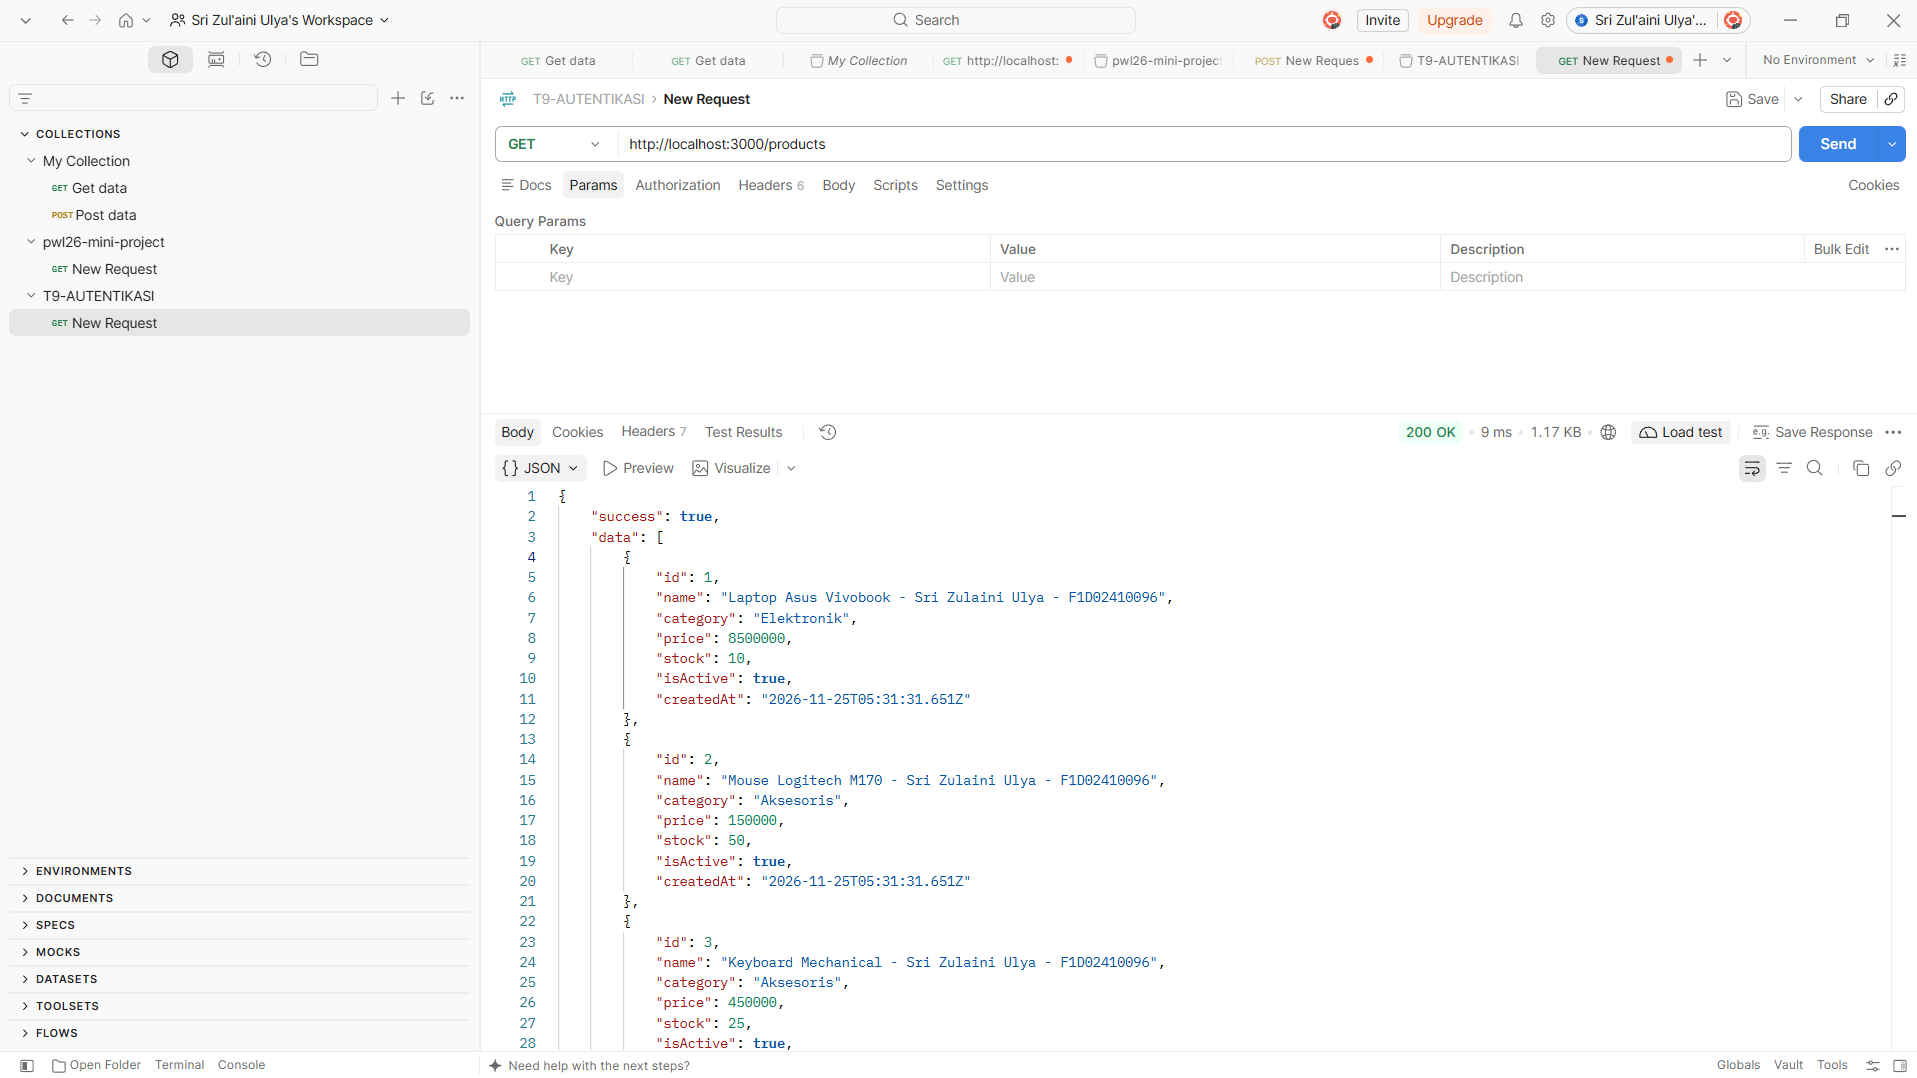 Sri Zul'aini Ulya's Workspace
Search
Invite
Upgrade
S
Sri Zul'aini Ulya'...
GET Get data
GET Get data
My Collection
GET http://localhost:
pwl26-mini-project
POST New Reques
T9-AUTENTIKASI
GET New Request
No Environment
HTTP
T9-AUTENTIKASI > New Request
Save
Share
GET
http://localhost:3000/products
Send
Docs
Params
Authorization
Headers 6
Body
Scripts
Settings
Cookies
Query Params
Key
Value
Description
Bulk Edit
Key
Value
Description
COLLECTIONS
My Collection
GET Get data
POST Post data
pwl26-mini-project
GET New Request
T9-AUTENTIKASI
GET New Request
ENVIRONMENTS
DOCUMENTS
SPECS
MOCKS
DATASETS
TOOLSETS
FLOWS
Body
Cookies
Headers 7
Test Results
200 OK • 9 ms • 1.17 KB •
Load test
e.g. Save Response
{} JSON
Preview
Visualize
1 {
2 "success": true,
3 "data": [
4 {
5 "id": 1,
6 "name": "Laptop Asus Vivobook - Sri Zulaini Ulya - F1D02410096",
7 "category": "Elektronik",
8 "price": 8500000,
9 "stock": 10,
10 "isActive": true,
11 "createdAt": "2026-11-25T05:31:31.651Z"
12 },
13 {
14 "id": 2,
15 "name": "Mouse Logitech M170 - Sri Zulaini Ulya - F1D02410096",
16 "category": "Aksesoris",
17 "price": 150000,
18 "stock": 50,
19 "isActive": true,
20 "createdAt": "2026-11-25T05:31:31.651Z"
21 },
22 {
23 "id": 3,
24 "name": "Keyboard Mechanical - Sri Zulaini Ulya - F1D02410096",
25 "category": "Aksesoris",
26 "price": 450000,
27 "stock": 25,
28 "isActive": true,
Open Folder
Terminal
Console
Need help with the next steps?
Globals
Vault
Tools